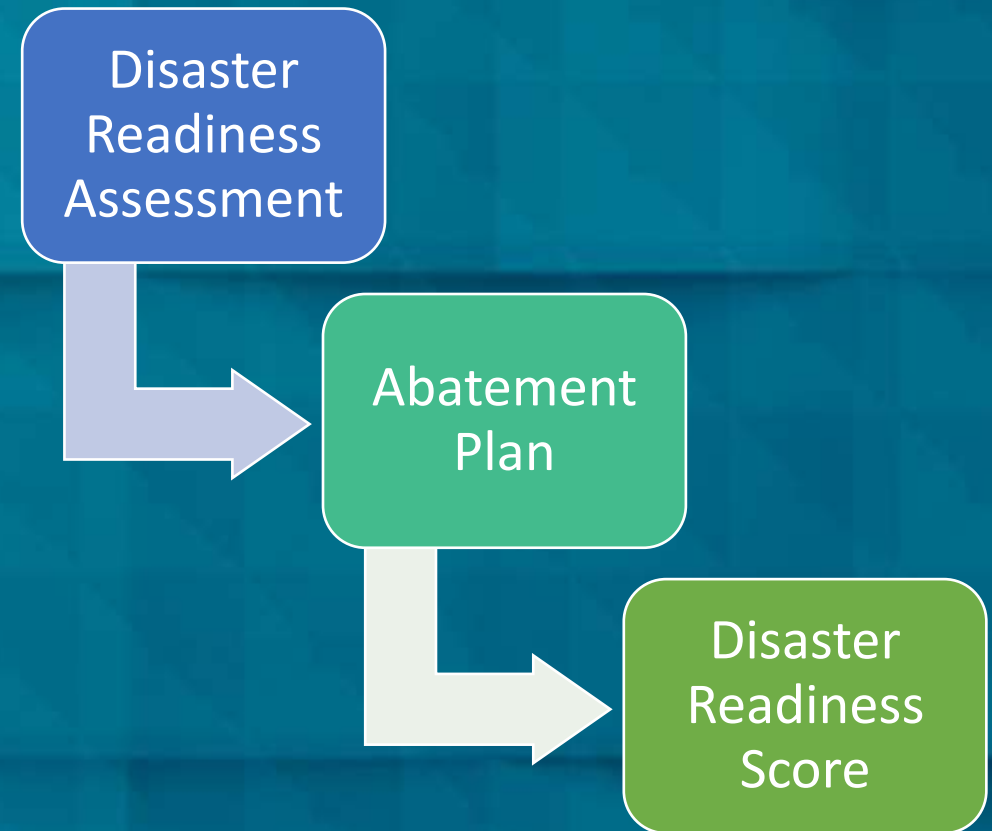 Disaster
Readiness
Assessment
Abatement
Plan
Disaster
Readiness
Score